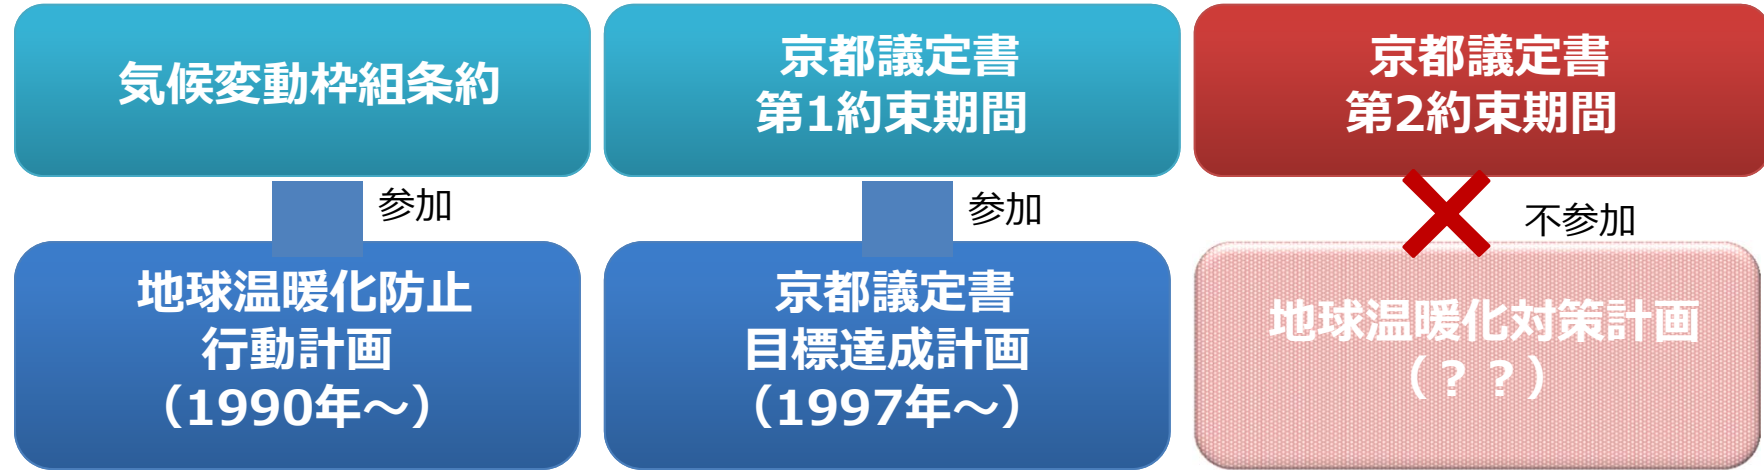 気候変動枠組条約
京都議定書
第1約束期間
京都議定書
第2約束期間
参加
参加
不参加
地球温暖化防止
行動計画
（1990年～）
京都議定書
目標達成計画
（1997年～）
地球温暖化対策計画
（？？）